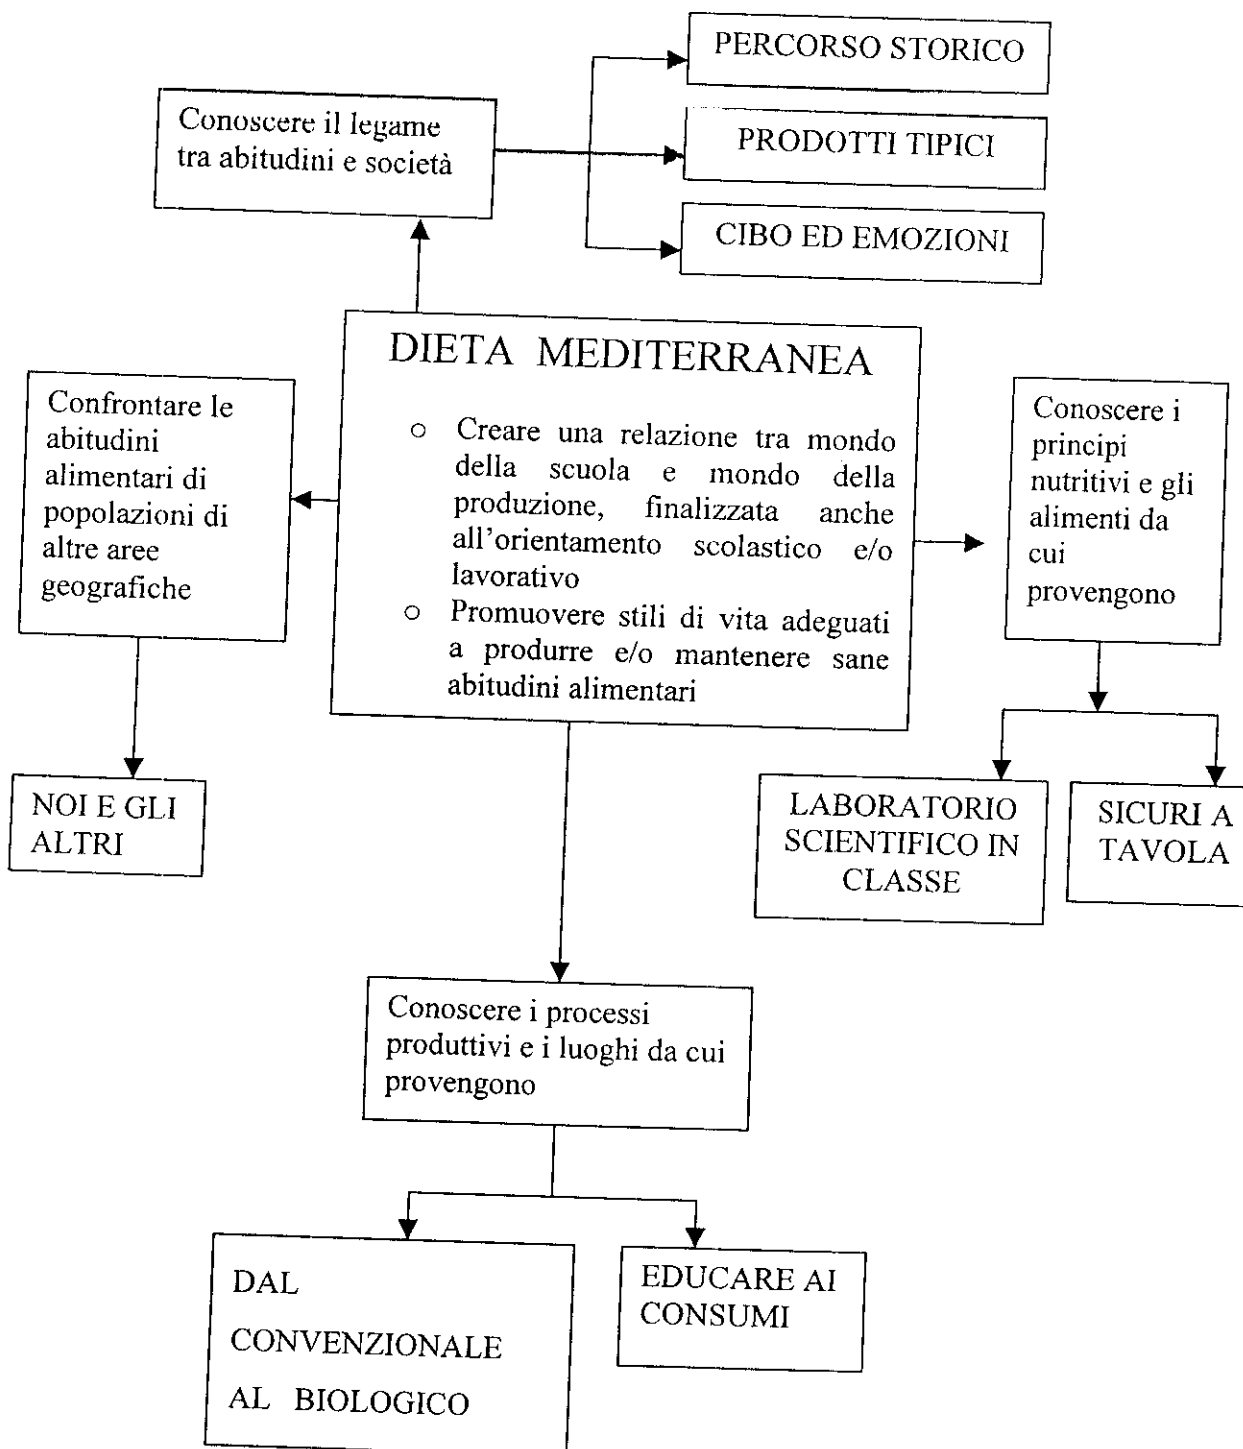 PERCORSO STORICO
Conoscere il legame
tra abitudini e società
PRODOTTI TIPICI
CIBO ED EMOZIONI
DIETA MEDITERRANEA
○ Creare una relazione tra mondo
della scuola e mondo della
produzione, finalizzata anche
all'orientamento scolastico e/o
lavorativo
○ Promuovere stili di vita adeguati
a produrre e/o mantenere sane
abitudini alimentari
Confrontare le
abitudini
alimentari di
popolazioni di
altre aree
geografiche
Conoscere i
principi
nutritivi e gli
alimenti da
cui
provengono
NOI E GLI
ALTRI
LABORATORIO
SCIENTIFICO IN
CLASSE
SICURI A
TAVOLA
Conoscere i processi
produttivi e i luoghi da cui
provengono
DAL
CONVENZIONALE
AL BIOLOGICO
EDUCARE AI
CONSUMI